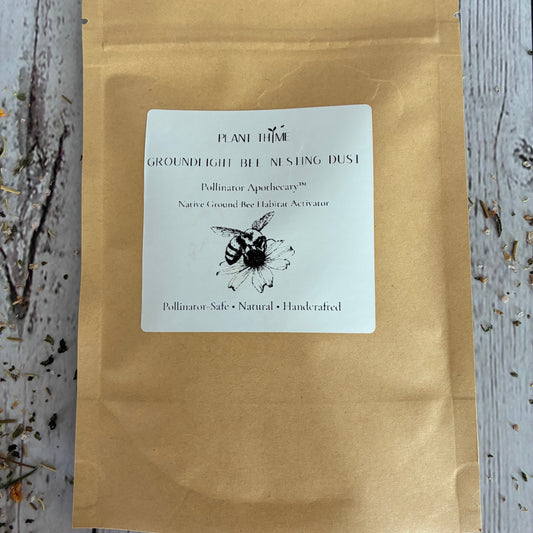 PLANT THYME
GROUNDLIGHT BEE NESTING DUST
Pollinator Apothecary™
Native Ground Bee Habitat Activator
Pollinator-Safe • Natural • Handcrafted